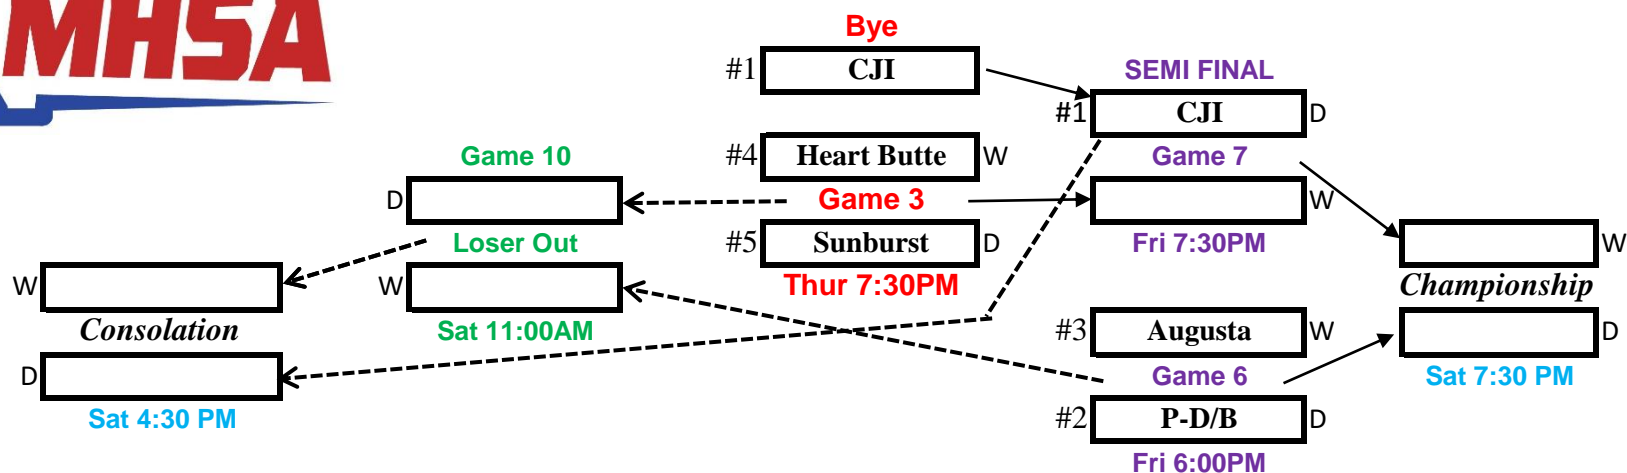 MHSA
Bye
#1 CJI
SEMI FINAL
#1 CJI D
Game 10
#4 Heart Butte W
Game 7
D
Game 3
W
Loser Out
#5 Sunburst D
Fri 7:30PM
W
W
W
Thur 7:30PM
Championship
Consolation
Sat 11:00AM
#3 Augusta W
D
D
Game 6
Sat 7:30 PM
Sat 4:30 PM
#2 P-D/B D
Fri 6:00PM